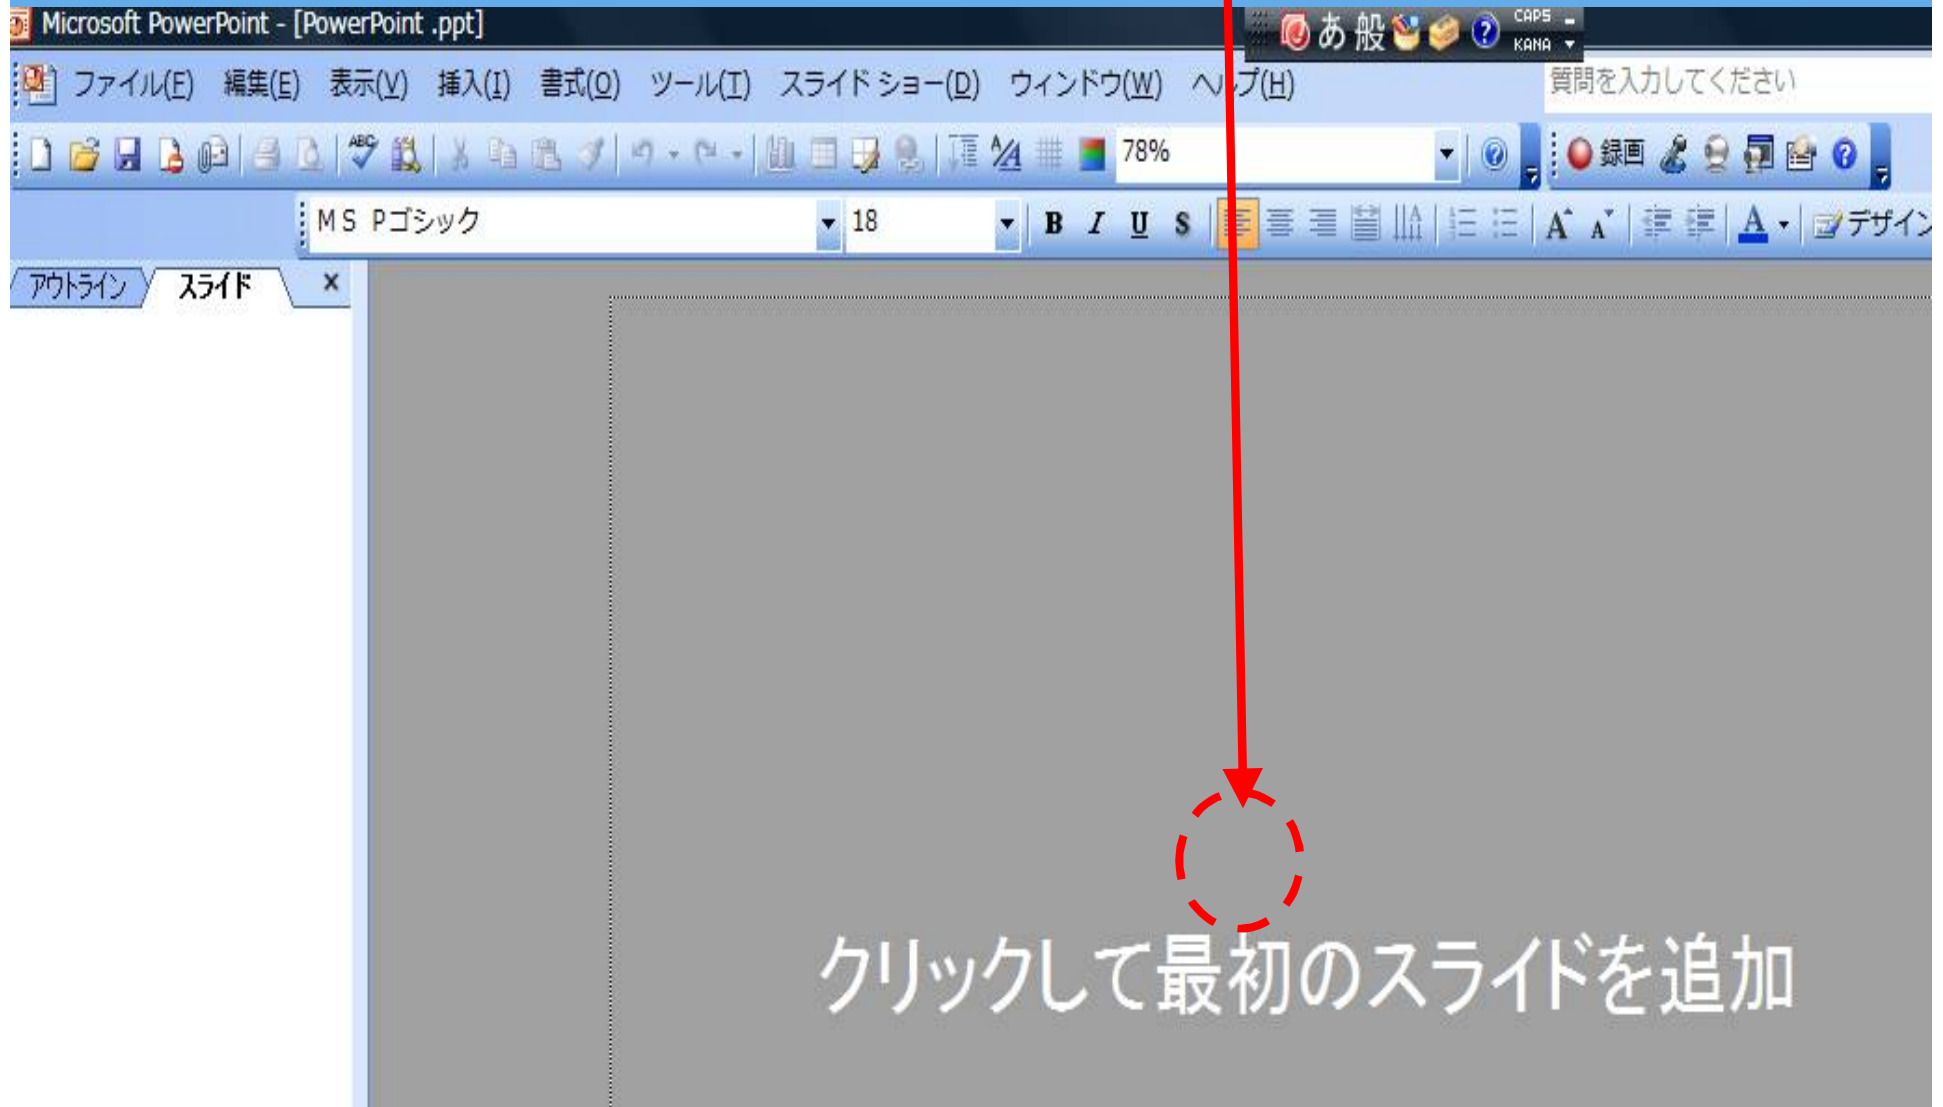 Microsoft PowerPoint - [PowerPoint .ppt]
あ 般 CAPS KANA
ファイル(F) 編集(E) 表示(V) 挿入(I) 書式(O) ツール(T) スライド ショー(D) ウィンドウ(W) ヘルプ(H) 質問を入力してください
78% 録画
ＭＳ Ｐゴシック 18 B I U S A A A デザイン
アウトライン スライド x
クリックして最初のスライドを追加